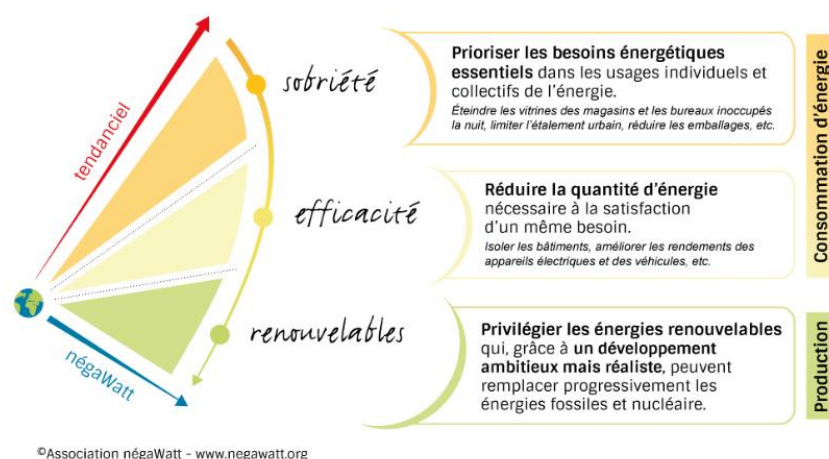 tendanciel
négaWatt
sobriété
Prioriser les besoins énergétiques
essentiels dans les usages individuels et
collectifs de l'énergie.
Éteindre les vitrines des magasins et les bureaux inoccupés
la nuit, limiter l'étalement urbain, réduire les emballages, etc.
efficacité
Réduire la quantité d'énergie
nécessaire à la satisfaction
d'un même besoin.
Isoler les bâtiments, améliorer les rendements des
appareils électriques et des véhicules, etc.
Consommation d'énergie
renouvelables
Privilégier les énergies renouvelables
qui, grâce à un développement
ambitieux mais réaliste, peuvent
remplacer progressivement les
énergies fossiles et nucléaire.
Production
©Association négaWatt - www.negawatt.org